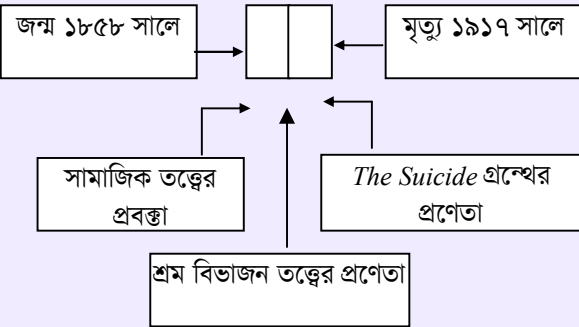 জন্ম ১৮৫৮ সালে
মৃত্যু ১৯১৭ সালে
সামাজিক তত্ত্বের
প্রবক্তা
The Suicide গ্রন্থের
প্রণেতা
শ্রম বিভাজন তত্ত্বের প্রণেতা